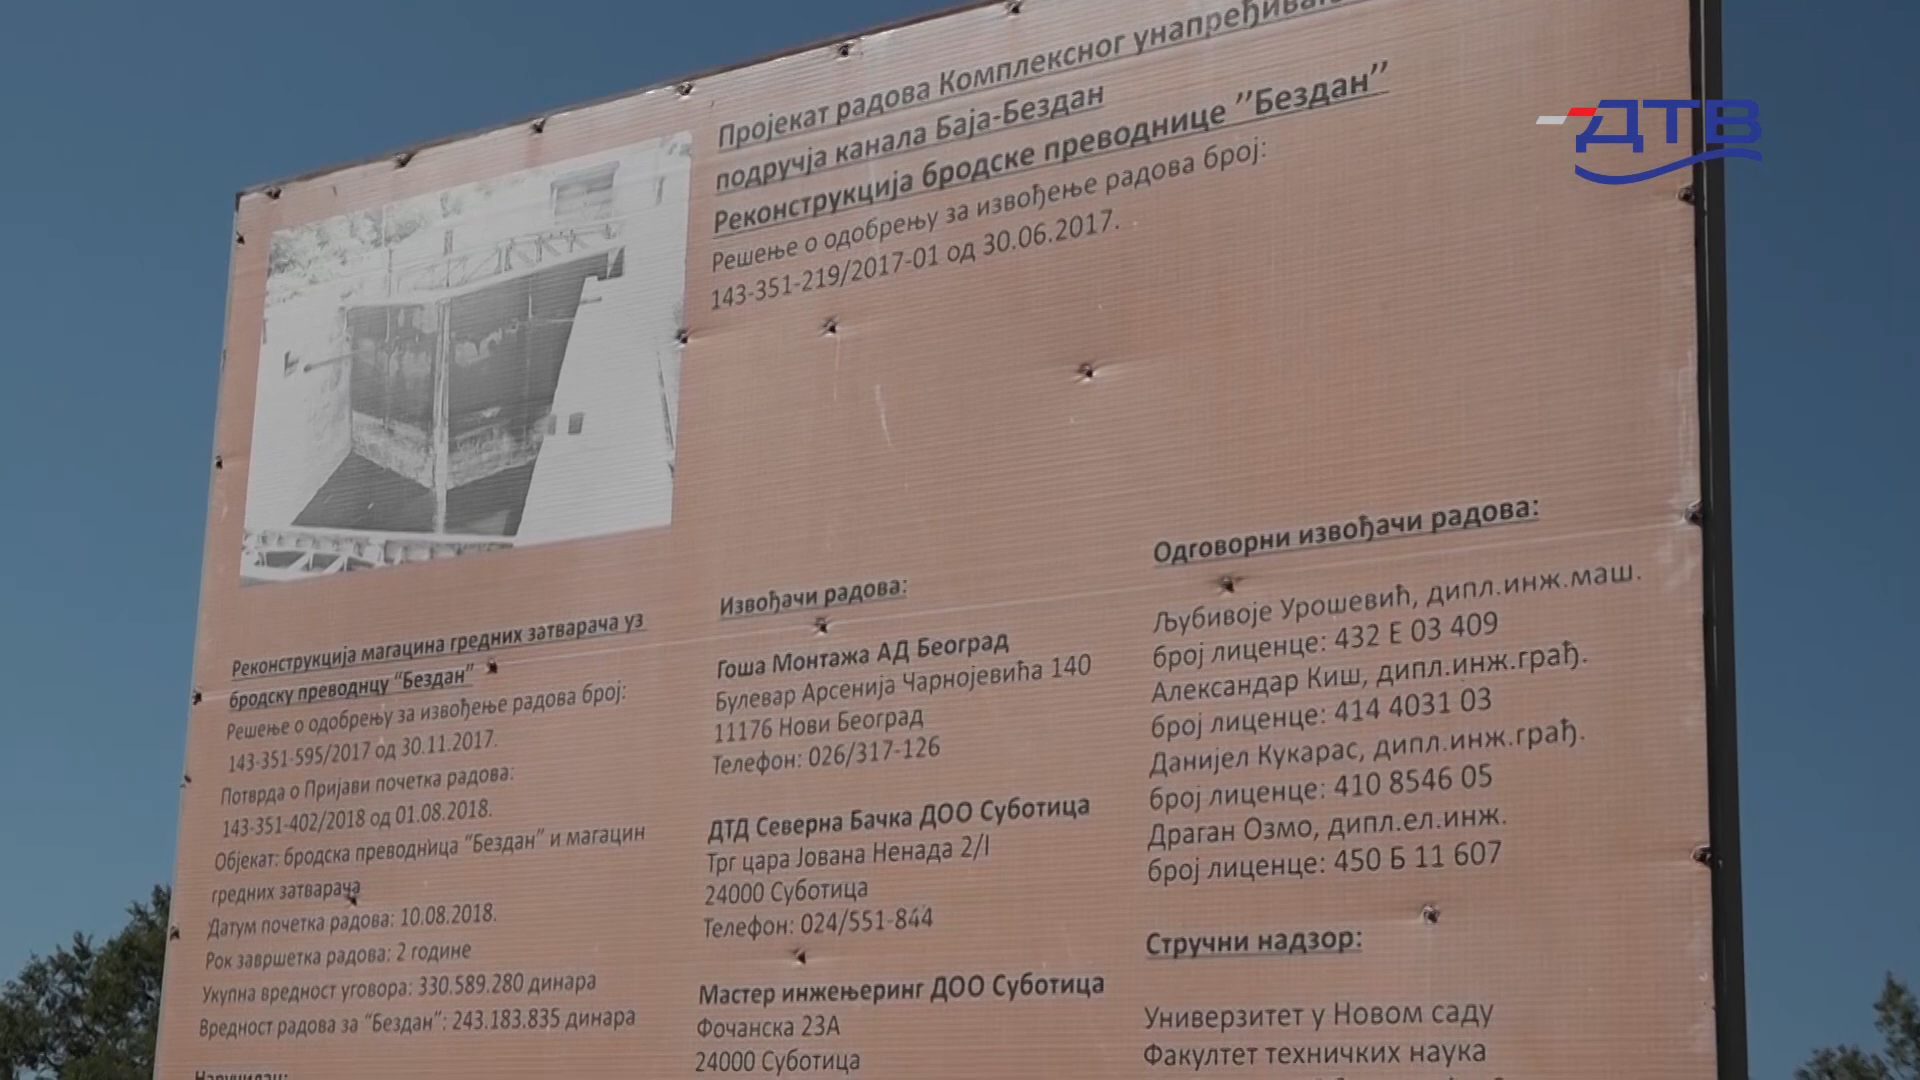 Пројекат радова Комплексног
подручја канала Баја-Бездан
Реконструкција бродске преводнице ’’Бездан’’
Решење о одобрењу за извођење радова број:
143-351-219/2017-01 од 30.06.2017.
ДТВ
Реконструкција магацина гредних затварача уз
бродску преводнцу “Бездан”
Решење о одобрењу за извођење радова број:
143-351-595/2017 од 30.11.2017.
Потврда о Пријави почетка радова:
143-351-402/2018 од 01.08.2018.
Објекат: бродска преводница “Бездан” и магацин
гредних затварача
Датум почетка радова: 10.08.2018.
Рок завршетка радова: 2 године
Укупна вредност уговора: 330.589.280 динара
Вредност радова за “Бездан”: 243.183.835 динара
Извођачи радова:
Гоша Монтажа АД Београд
Булевар Арсенија Чарнојевића 140
11176 Нови Београд
Телефон: 026/317-126
ДТД Северна Бачка ДОО Суботица
Трг цара Јована Ненада 2/I
24000 Суботица
Телефон: 024/551-844
Мастер инжењеринг ДОО Суботица
Фочанска 23А
24000 Суботица
Одговорни извођачи радова:
Љубивоје Урошевић, дипл.инж.маш.
број лиценце: 432 Е 03 409
Александар Киш, дипл.инж.грађ.
број лиценце: 414 4031 03
Данијел Кукарас, дипл.инж.грађ.
број лиценце: 410 8546 05
Драган Озмо, дипл.ел.инж.
број лиценце: 450 Б 11 607
Стручни надзор:
Универзитет у Новом саду
Факултет техничких наука